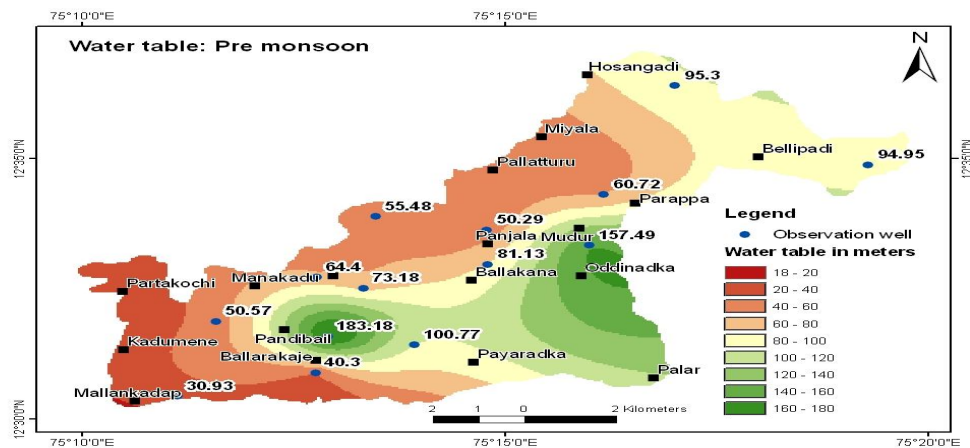 75°10'0"E 75°15'0"E
Water table: Pre monsoon
N
Hosangadi
95.3
Miyala
Bellipadi
12°35'0"N
12°35'0"N
94.95
Pallatturu
60.72
Parappa
55.48
50.29
Legend
Observation well
Water table in meters
18 - 20
20 - 40
40 - 60
60 - 80
80 - 100
100 - 120
120 - 140
140 - 160
160 - 180
Panjala
Mudur
157.49
81.13
64.4
73.18
Ballakana
Oddinadka
Manakadu
Partakochi
50.57
183.18
Pandibail
100.77
Kadumene
Ballarakaje
40.3
Payaradka
Palar
30.93
Mallankadap
2 1 0 2 Kilometers
12°30'0"N
12°30'0"N
75°10'0"E 75°15'0"E 75°20'0"E